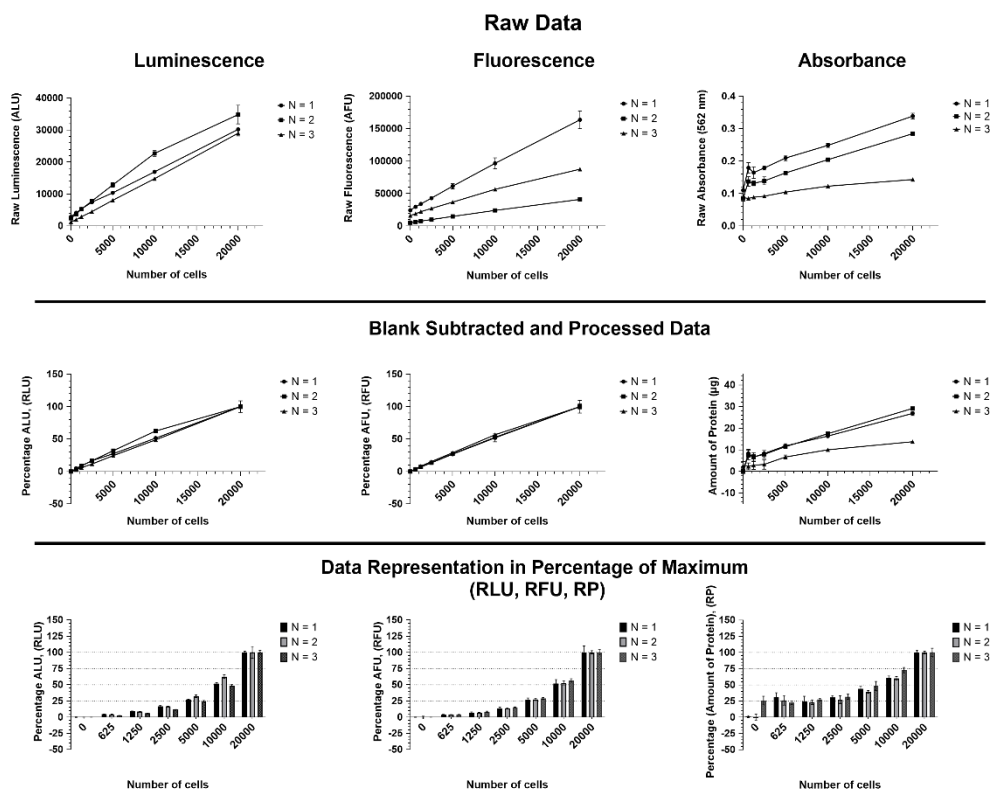 Raw Data
Luminescence
Fluorescence
Absorbance
Raw Luminescence (ALU)
40000
30000
20000
10000
0
0
5000
10000
15000
20000
Number of cells
N = 1
N = 2
N = 3
Raw Fluorescence (AFU)
200000
150000
100000
50000
0
0
5000
10000
15000
20000
Number of cells
N = 1
N = 2
N = 3
Raw Absorbance (562 nm)
0.4
0.3
0.2
0.1
0.0
0
5000
10000
15000
20000
Number of cells
N = 1
N = 2
N = 3
Blank Subtracted and Processed Data
Percentage ALU, (RLU)
150
100
50
0
-50
5000
10000
15000
20000
Number of cells
N = 1
N = 2
N = 3
Percentage AFU, (RFU)
150
100
50
0
-50
5000
10000
15000
20000
Number of cells
N = 1
N = 2
N = 3
Amount of Protein (µg)
40
30
20
10
0
-10
5000
10000
15000
20000
Number of cells
N = 1
N = 2
N = 3
Data Representation in Percentage of Maximum
(RLU, RFU, RP)
Percentage ALU, (RLU)
150
125
100
75
50
25
0
-25
-50
0
625
1250
2500
5000
10000
20000
Number of cells
N = 1
N = 2
N = 3
Percentage AFU, (RFU)
150
125
100
75
50
25
0
-25
-50
0
625
1250
2500
5000
10000
20000
Number of cells
N = 1
N = 2
N = 3
Percentage (Amount of Protein), (RP)
150
125
100
75
50
25
0
-25
-50
0
625
1250
2500
5000
10000
20000
Number of cells
N = 1
N = 2
N = 3